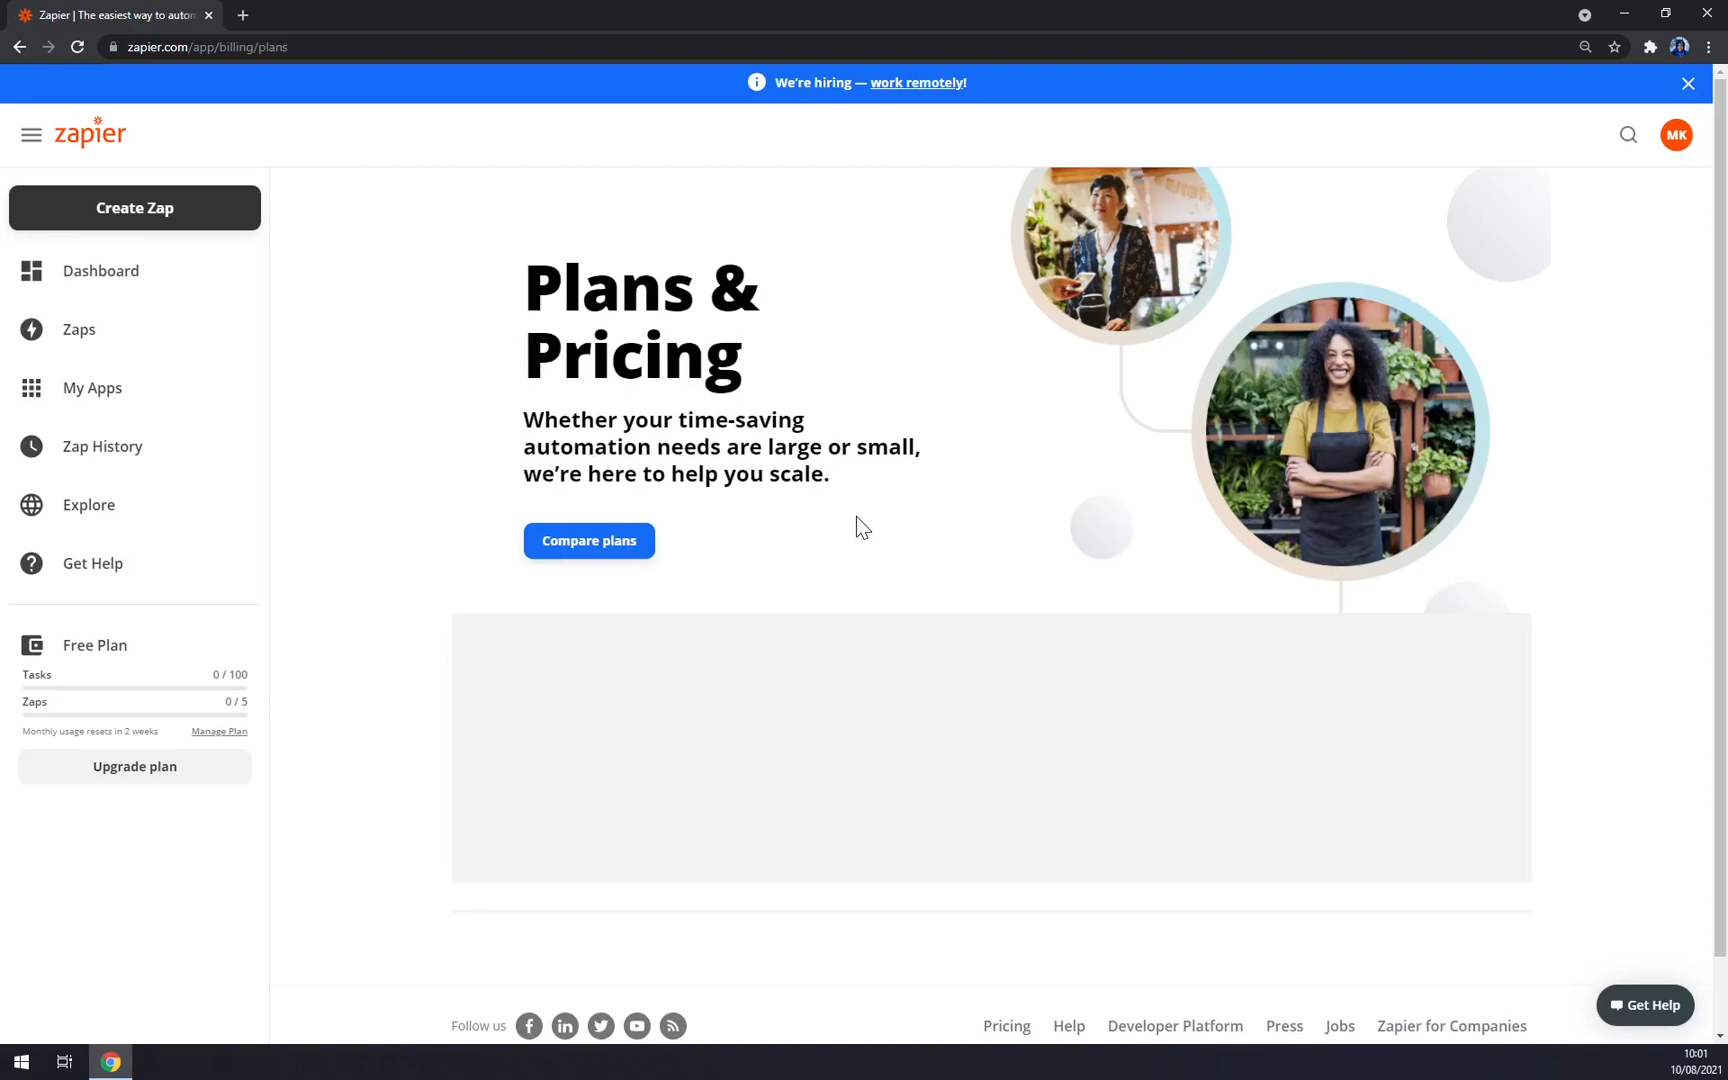 Zapier | The easiest way to autom
zapier.com/app/billing/plans
We're hiring — work remotely!
zapier
MK
Create Zap
Dashboard
Zaps
My Apps
Zap History
Explore
Get Help
Free Plan
Tasks 0 / 100
Zaps 0 / 5
Monthly usage resets in 2 weeks Manage Plan
Upgrade plan
Plans &
Pricing
Whether your time-saving
automation needs are large or small,
we're here to help you scale.
Compare plans
Get Help
Follow us
Pricing Help Developer Platform Press Jobs Zapier for Companies
10:01
10/08/2021